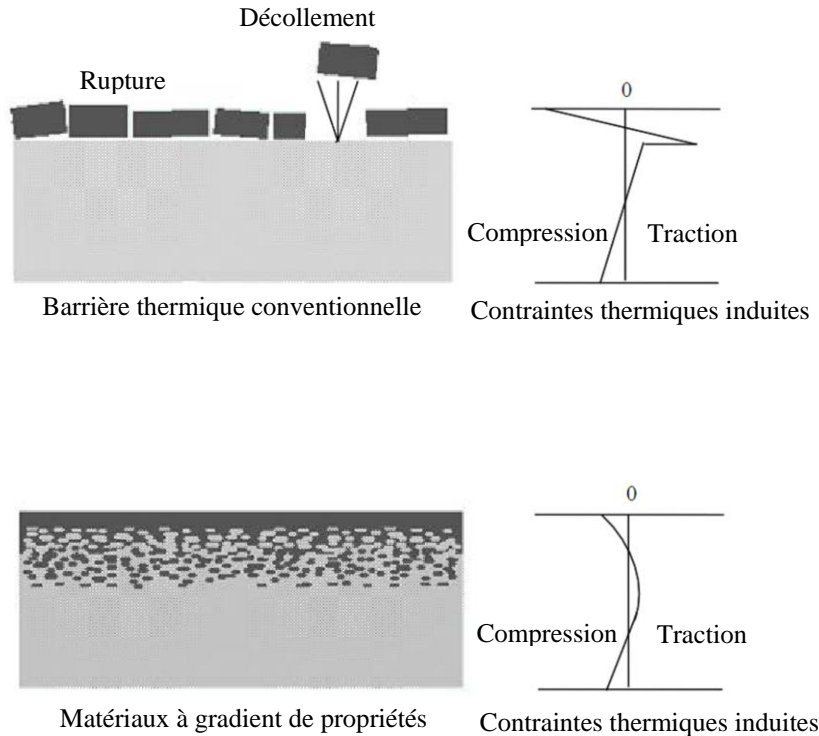 Décollement
Rupture
0
Compression Traction
Barrière thermique conventionnelle
Contraintes thermiques induites
0
Compression Traction
Matériaux à gradient de propriétés
Contraintes thermiques induites